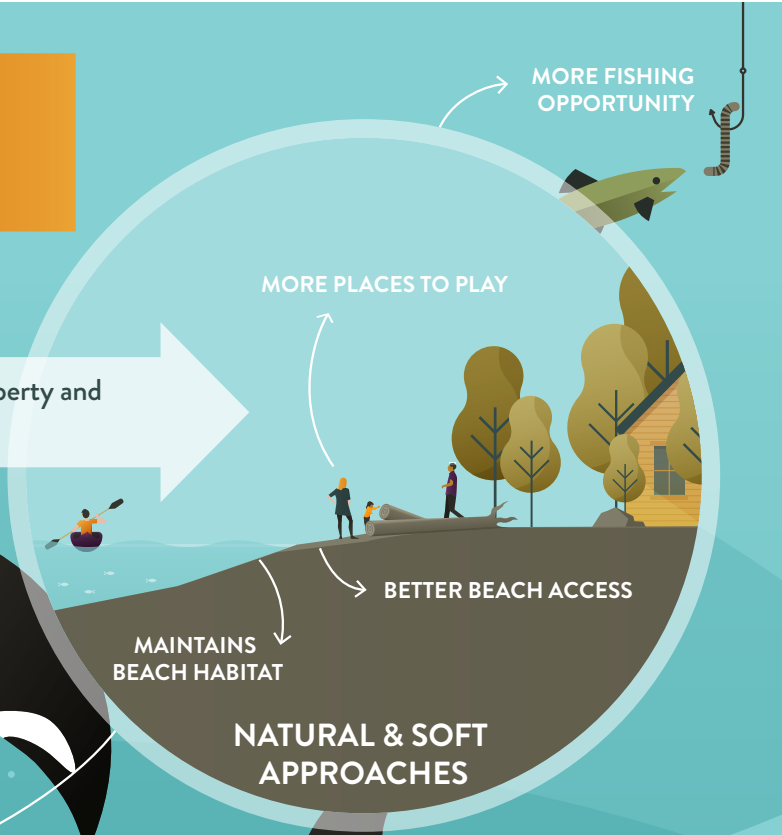 MORE FISHING
OPPORTUNITY
MORE PLACES TO PLAY
perty and
BETTER BEACH ACCESS
MAINTAINS
BEACH HABITAT
NATURAL & SOFT
APPROACHES